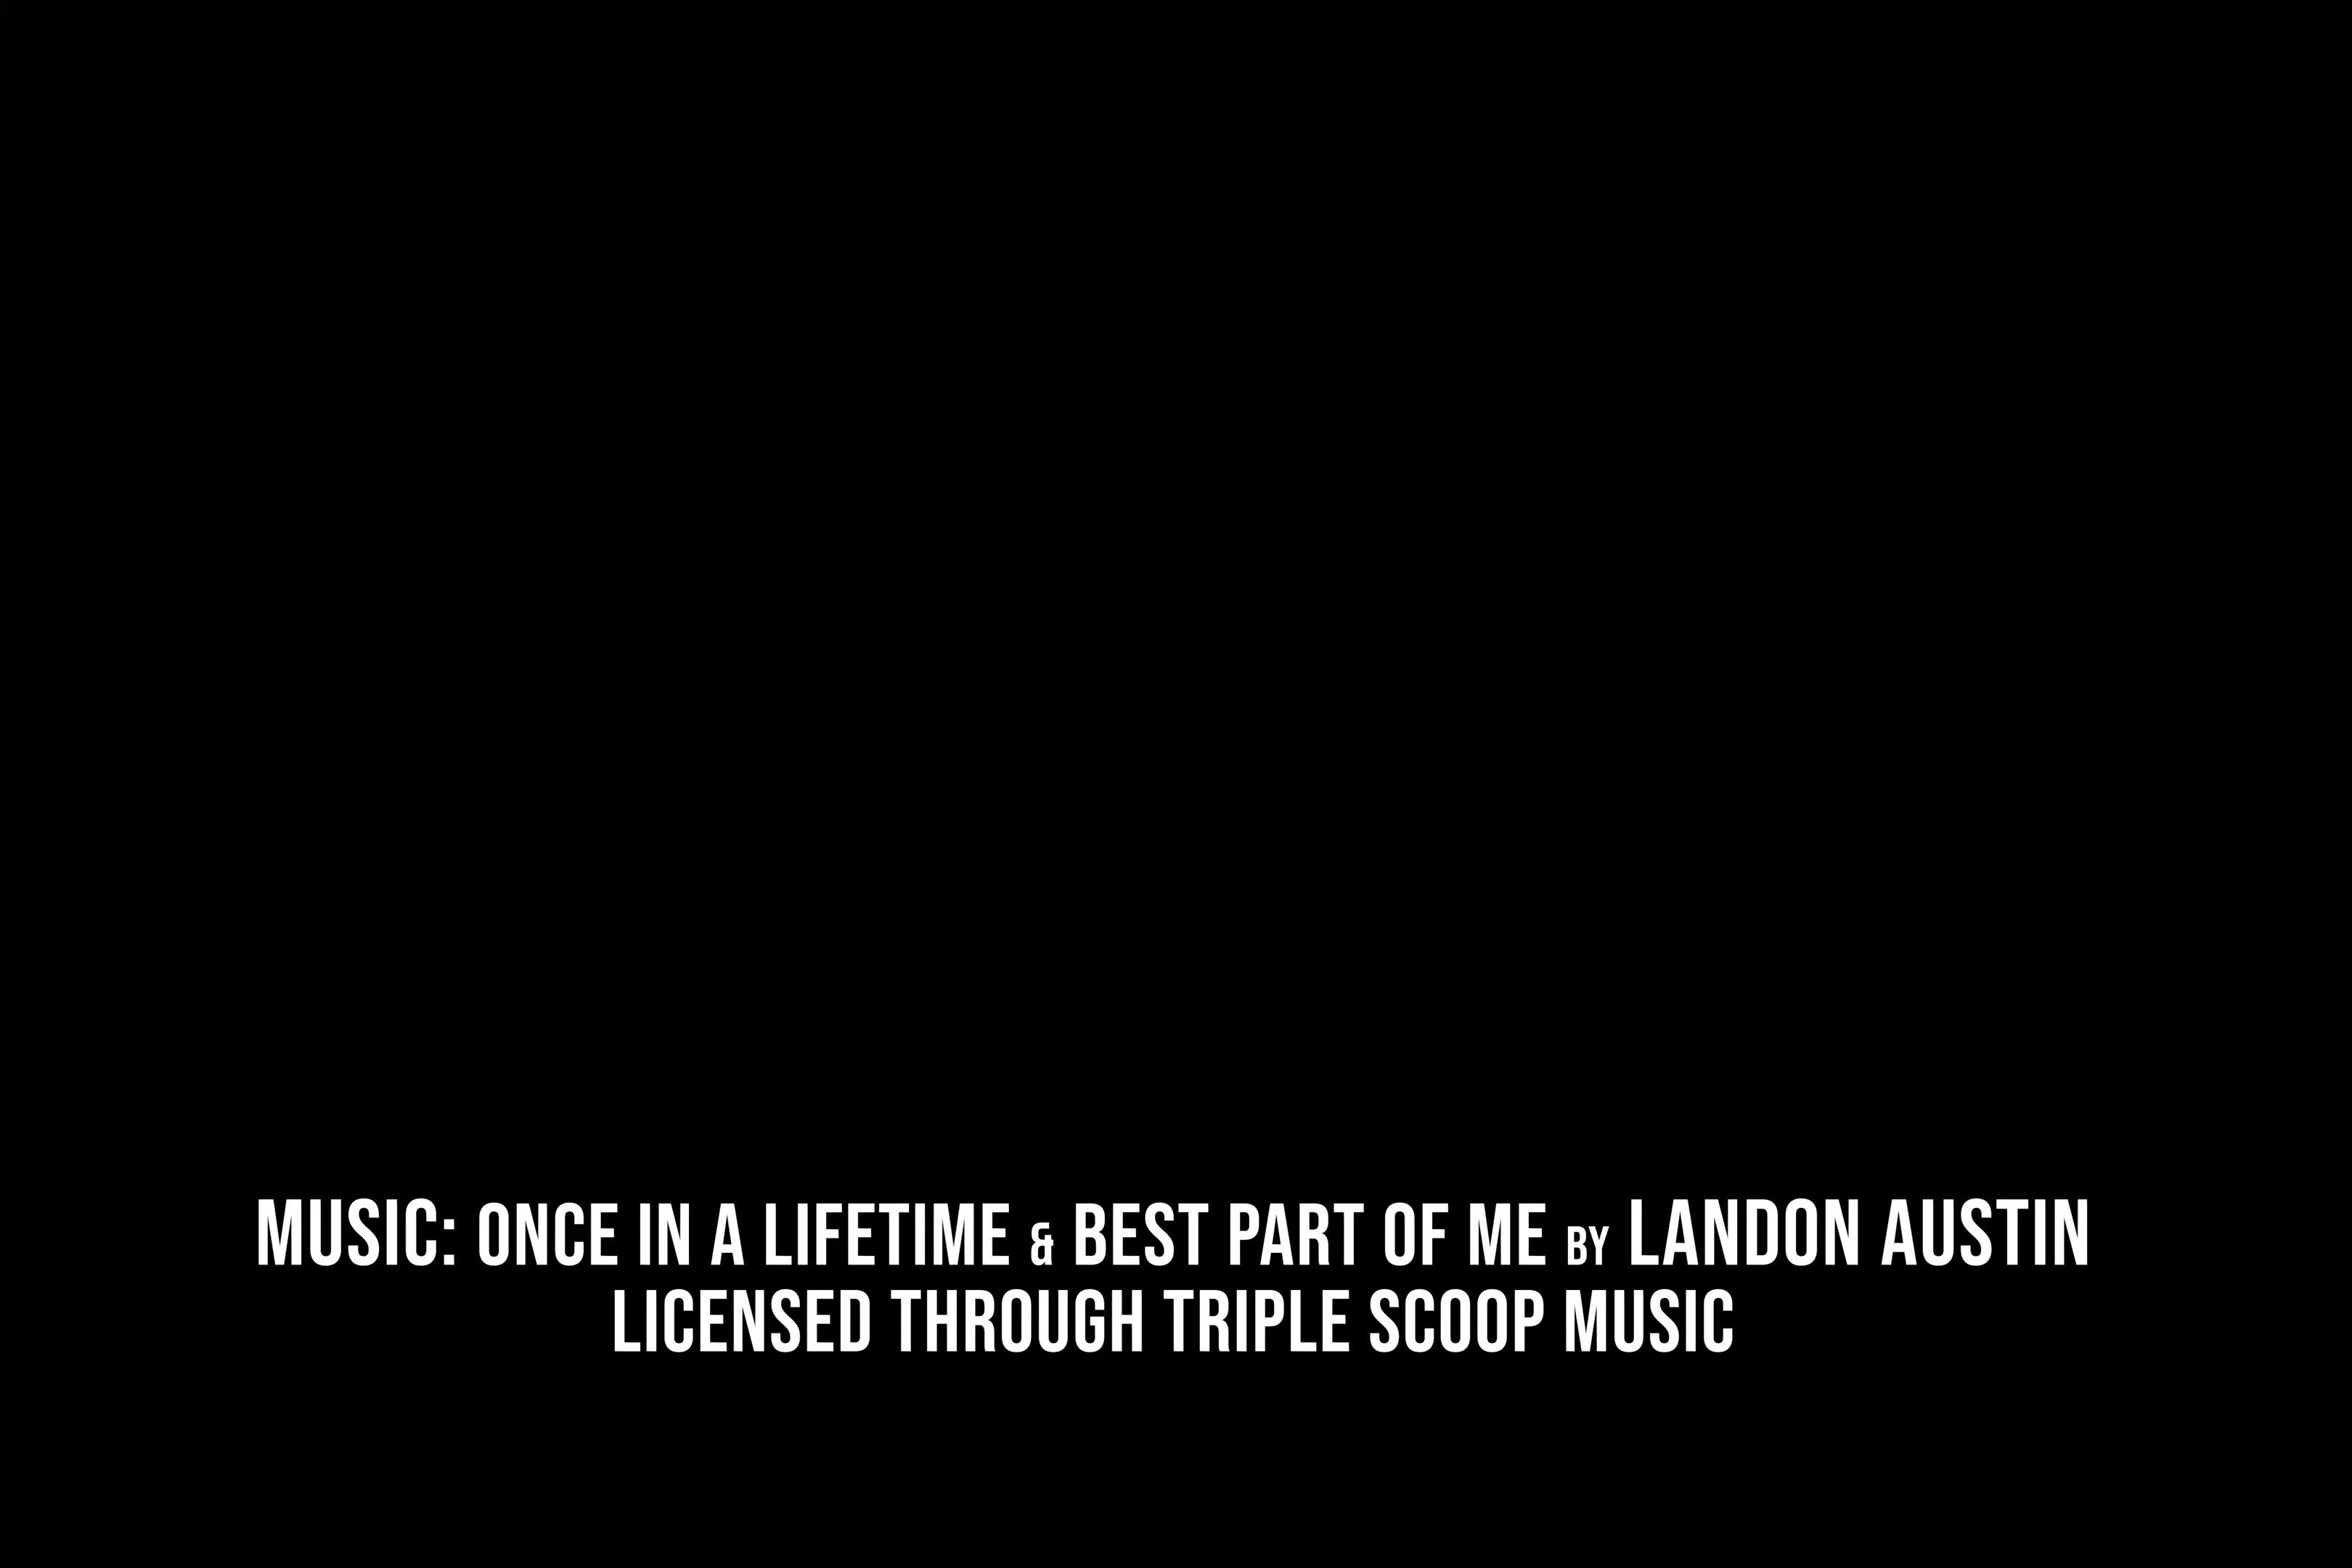 MUSIC: ONCE IN A LIFETIME & BEST PART OF ME BY LANDON AUSTIN
LICENSED THROUGH TRIPLE SCOOP MUSIC